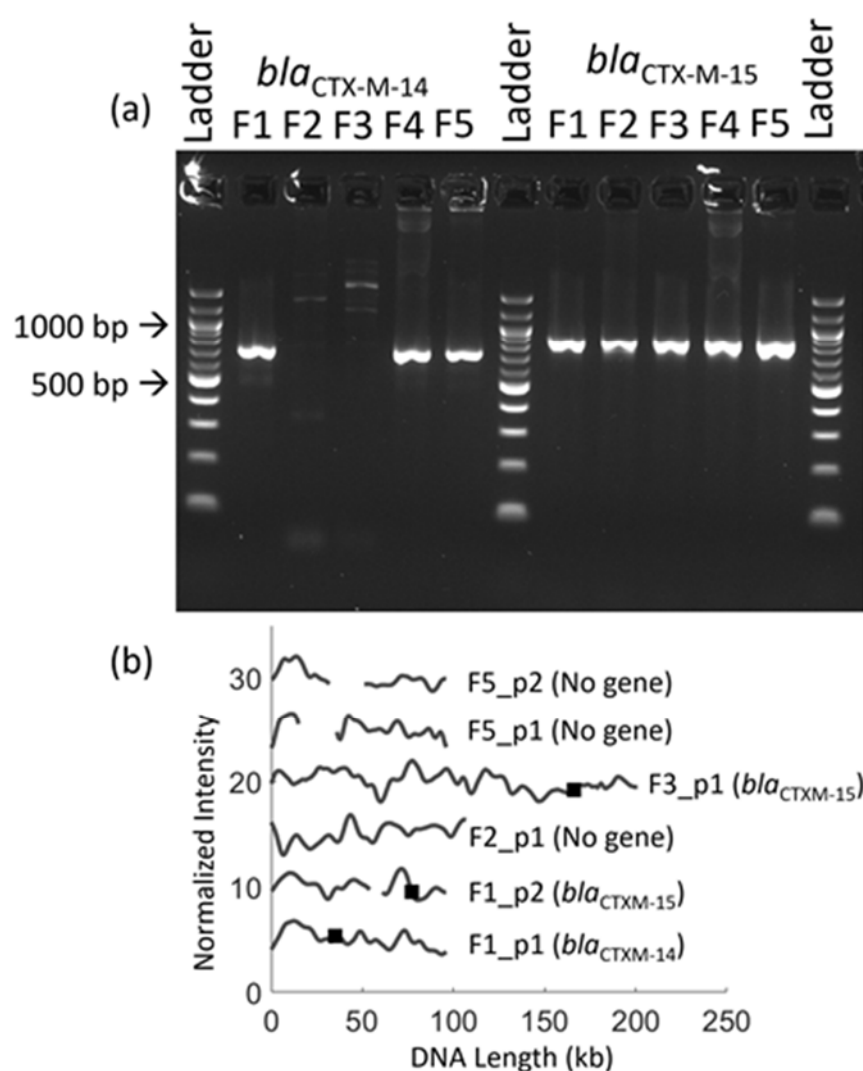 (a)
Ladder
blaCTX-M-14
F1 F2 F3 F4 F5
Ladder
blaCTX-M-15
F1 F2 F3 F4 F5
Ladder
1000 bp →
500 bp →
(b)
Normalized Intensity
30
20
10
0
F5_p2 (No gene)
F5_p1 (No gene)
F3_p1 (blaCTXM-15)
F2_p1 (No gene)
F1_p2 (blaCTXM-15)
F1_p1 (blaCTXM-14)
0 50 100 150 200 250
DNA Length (kb)